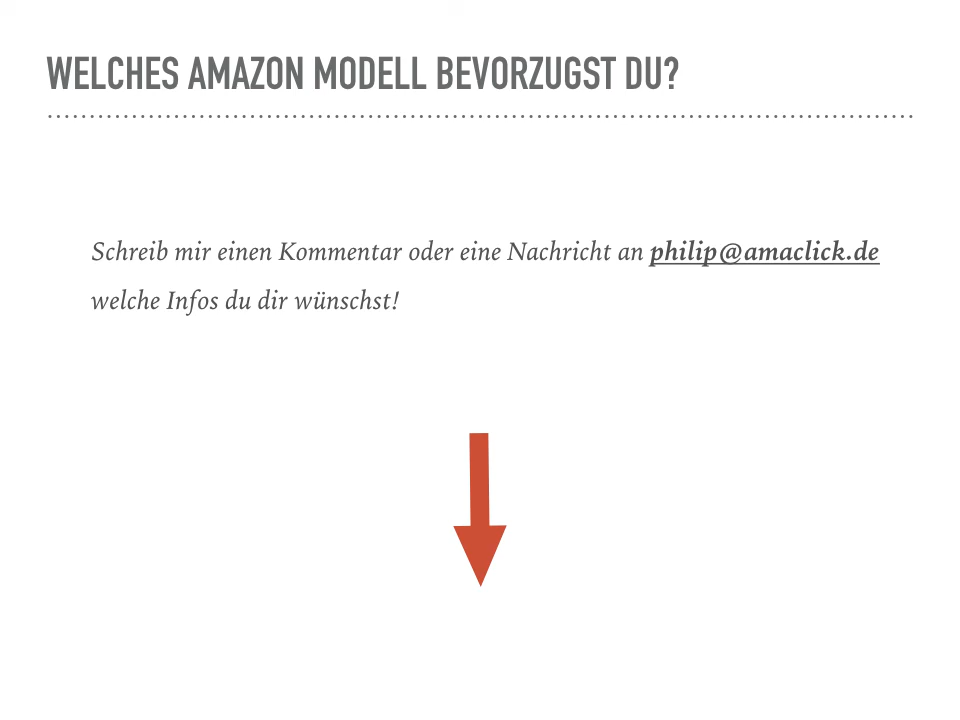 WELCHES AMAZON MODELL BEVORZUGST DU?
Schreib mir einen Kommentar oder eine Nachricht an philip@amaclick.de
welche Infos du dir wünschst!